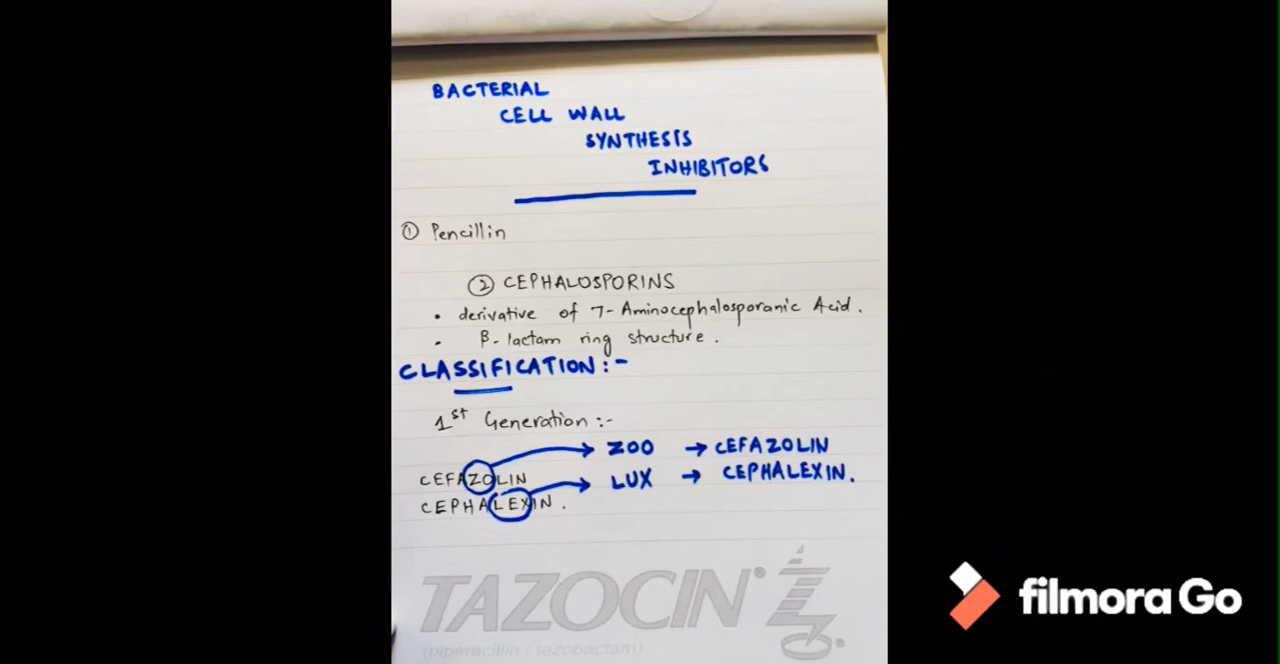 BACTERIAL
CELL WALL
SYNTHESIS
INHIBITORS
① Pencillin
② CEPHALOSPORINS
• derivative of 7-Aminocephalosporanic Acid.
• β-lactam ring structure.
CLASSIFICATION:-
1st Generation:-
ZOO → CEFAZOLIN
CEFAZOLIN
LUX → CEPHALEXIN.
CEPHALEXIN.
TAZOCIN®
(piperacillin / tazobactam)
filmora Go